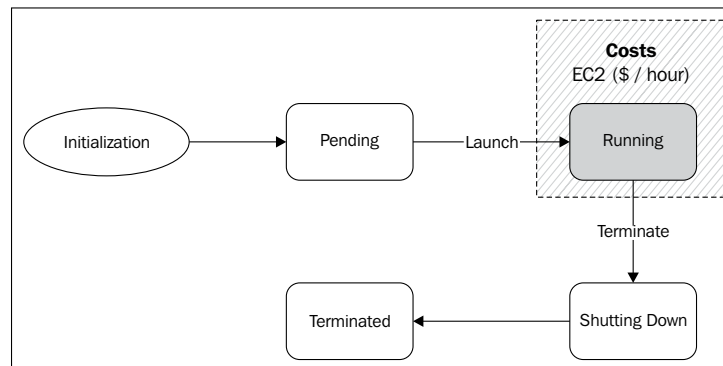 Costs
EC2 ($ / hour)
Initialization
Pending
Launch
Running
Terminate
Terminated
Shutting Down